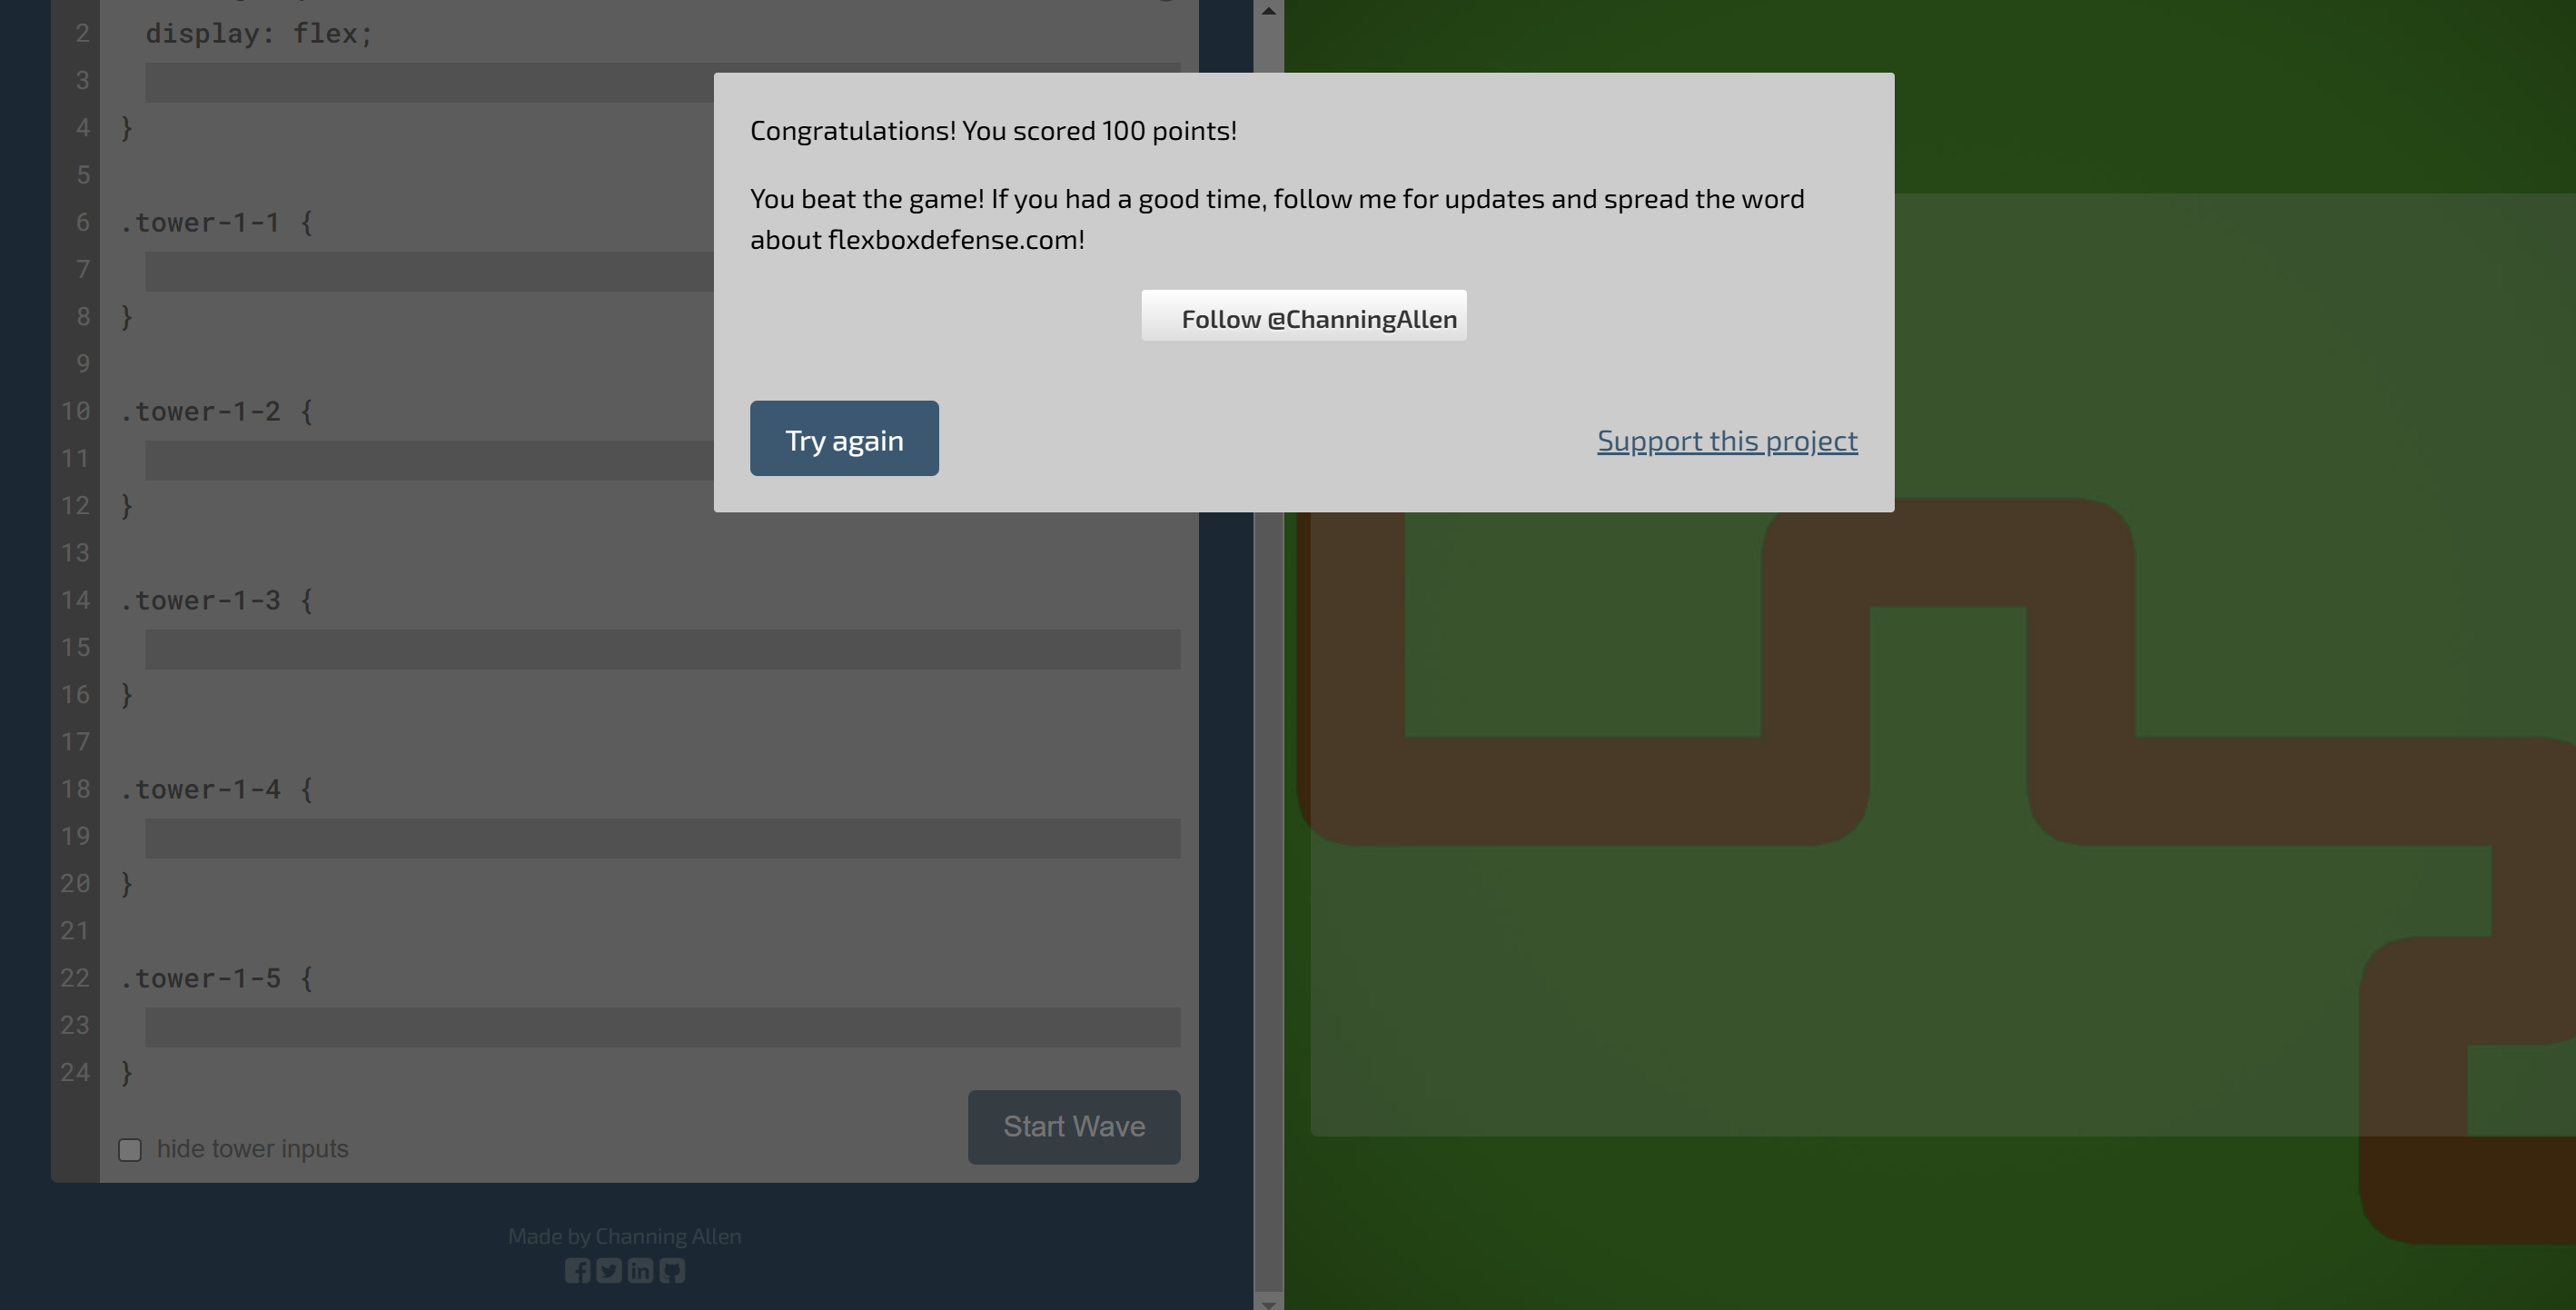 2 display: flex;
3
4 }
5
6 .tower-1-1 {
7
8 }
9
10 .tower-1-2 {
11
12 }
13
14 .tower-1-3 {
15
16 }
17
18 .tower-1-4 {
19
20 }
21
22 .tower-1-5 {
23
24 }
hide tower inputs
Start Wave
Made by Channing Allen
Congratulations! You scored 100 points!
You beat the game! If you had a good time, follow me for updates and spread the word
about flexboxdefense.com!
Follow @ChanningAllen
Try again
Support this project